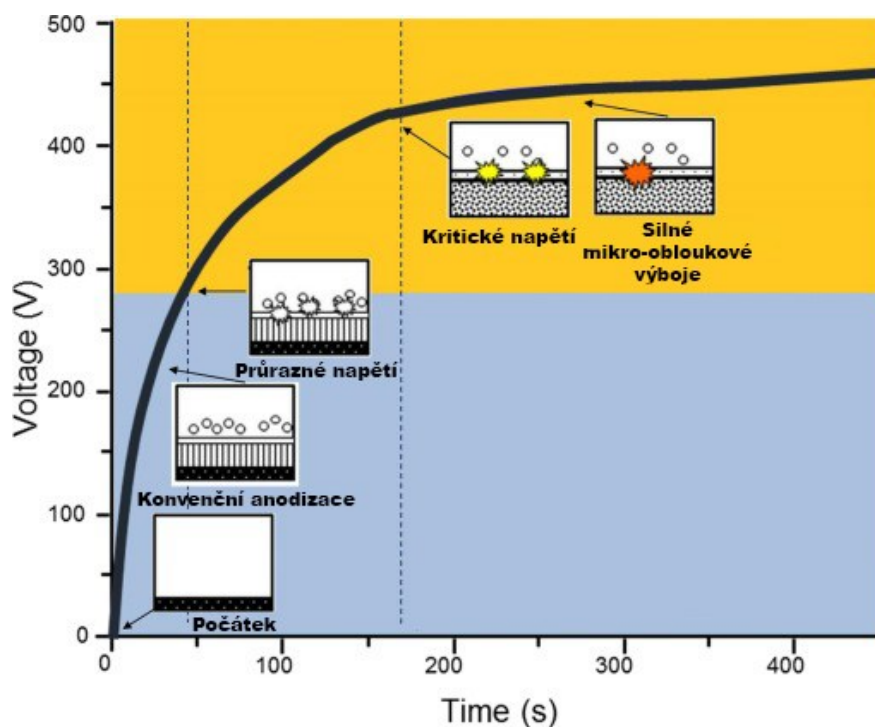 500
400
300
200
100
0
Voltage (V)
Kritické napětí
Silné
mikro-obloukové
výboje
Průrazné napětí
Konvenční anodizace
Počátek
0
100
200
300
400
Time (s)